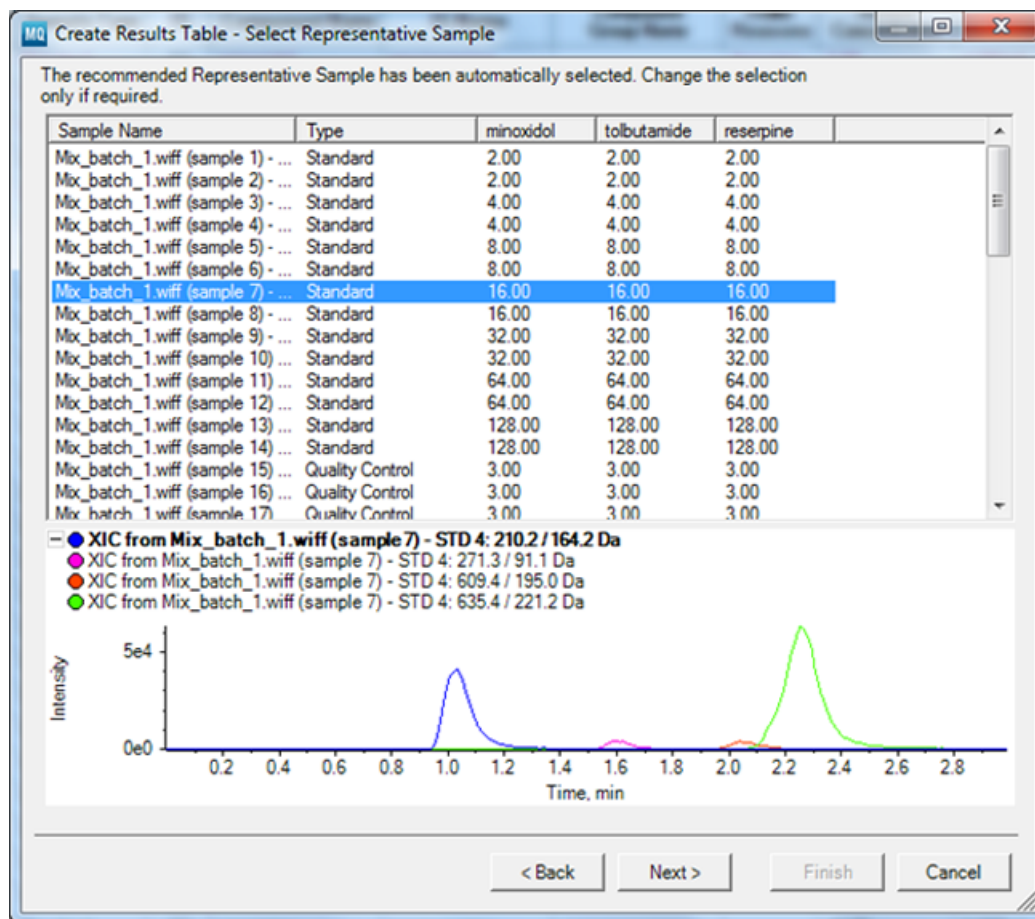 MQ Create Results Table - Select Representative Sample
The recommended Representative Sample has been automatically selected. Change the selection
only if required.
Sample Name Type minoxidol tolbutamide reserpine
Mix_batch_1.wiff (sample 1) - ... Standard 2.00 2.00 2.00
Mix_batch_1.wiff (sample 2) - ... Standard 2.00 2.00 2.00
Mix_batch_1.wiff (sample 3) - ... Standard 4.00 4.00 4.00
Mix_batch_1.wiff (sample 4) - ... Standard 4.00 4.00 4.00
Mix_batch_1.wiff (sample 5) - ... Standard 8.00 8.00 8.00
Mix_batch_1.wiff (sample 6) - ... Standard 8.00 8.00 8.00
Mix_batch_1.wiff (sample 7) - ... Standard 16.00 16.00 16.00
Mix_batch_1.wiff (sample 8) - ... Standard 16.00 16.00 16.00
Mix_batch_1.wiff (sample 9) - ... Standard 32.00 32.00 32.00
Mix_batch_1.wiff (sample 10) ... Standard 32.00 32.00 32.00
Mix_batch_1.wiff (sample 11) ... Standard 64.00 64.00 64.00
Mix_batch_1.wiff (sample 12) ... Standard 64.00 64.00 64.00
Mix_batch_1.wiff (sample 13) ... Standard 128.00 128.00 128.00
Mix_batch_1.wiff (sample 14) ... Standard 128.00 128.00 128.00
Mix_batch_1.wiff (sample 15) ... Quality Control 3.00 3.00 3.00
Mix_batch_1.wiff (sample 16) ... Quality Control 3.00 3.00 3.00
Mix_batch_1.wiff (sample 17) ... Quality Control 3.00 3.00 3.00
XIC from Mix_batch_1.wiff (sample 7) - STD 4: 210.2 / 164.2 Da
XIC from Mix_batch_1.wiff (sample 7) - STD 4: 271.3 / 91.1 Da
XIC from Mix_batch_1.wiff (sample 7) - STD 4: 609.4 / 195.0 Da
XIC from Mix_batch_1.wiff (sample 7) - STD 4: 635.4 / 221.2 Da
Intensity
5e4
0e0
0.2 0.4 0.6 0.8 1.0 1.2 1.4 1.6 1.8 2.0 2.2 2.4 2.6 2.8
Time, min
< Back Next > Finish Cancel